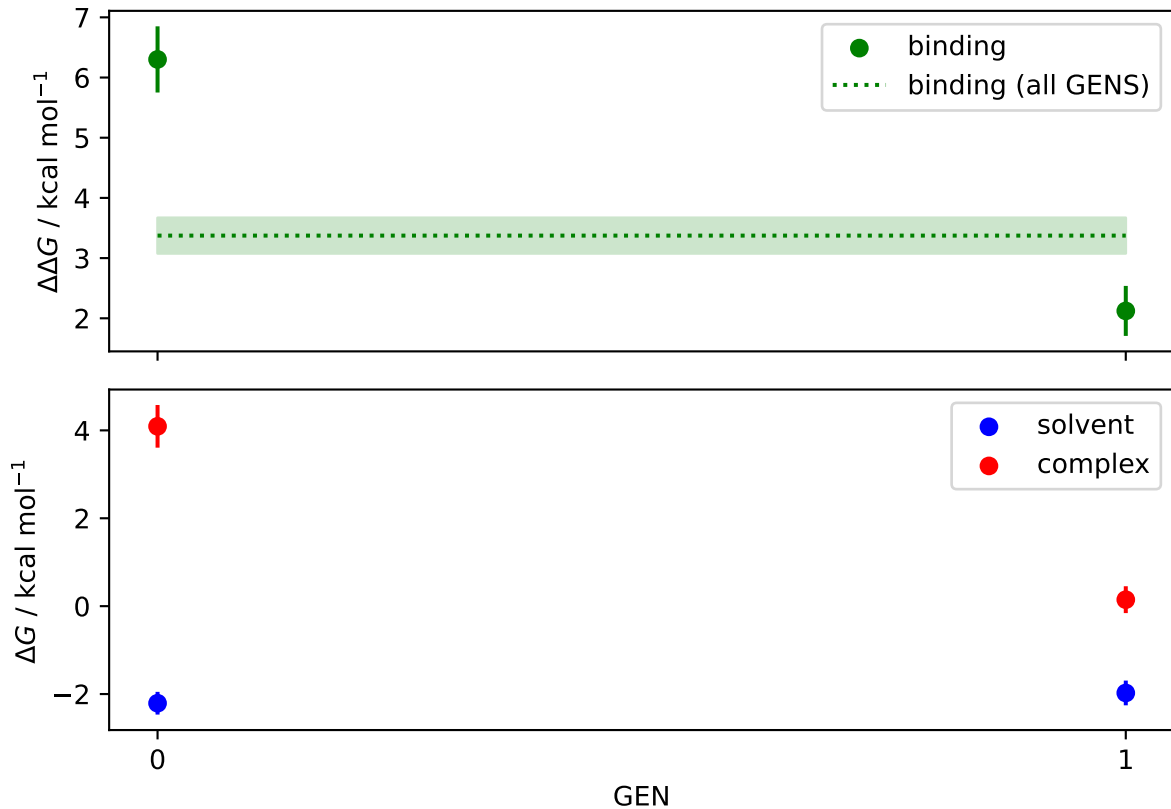 7
6
5
4
3
2
ΔΔG / kcal mol⁻¹
binding
binding (all GENS)
4
2
0
−2
ΔG / kcal mol⁻¹
solvent
complex
0
1
GEN